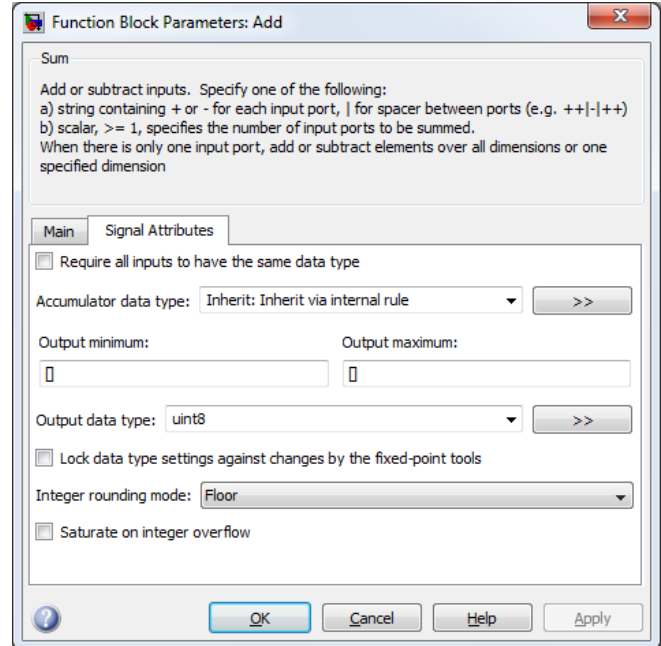 Function Block Parameters: Add
Sum
Add or subtract inputs.  Specify one of the following:
a) string containing + or - for each input port, | for spacer between ports (e.g. ++|-|++)
b) scalar, >= 1, specifies the number of input ports to be summed.
When there is only one input port, add or subtract elements over all dimensions or one
specified dimension
Main Signal Attributes
Require all inputs to have the same data type
Accumulator data type: Inherit: Inherit via internal rule >>
Output minimum: Output maximum:
[] []
Output data type: uint8 >>
Lock data type settings against changes by the fixed-point tools
Integer rounding mode: Floor
Saturate on integer overflow
? OK Cancel Help Apply